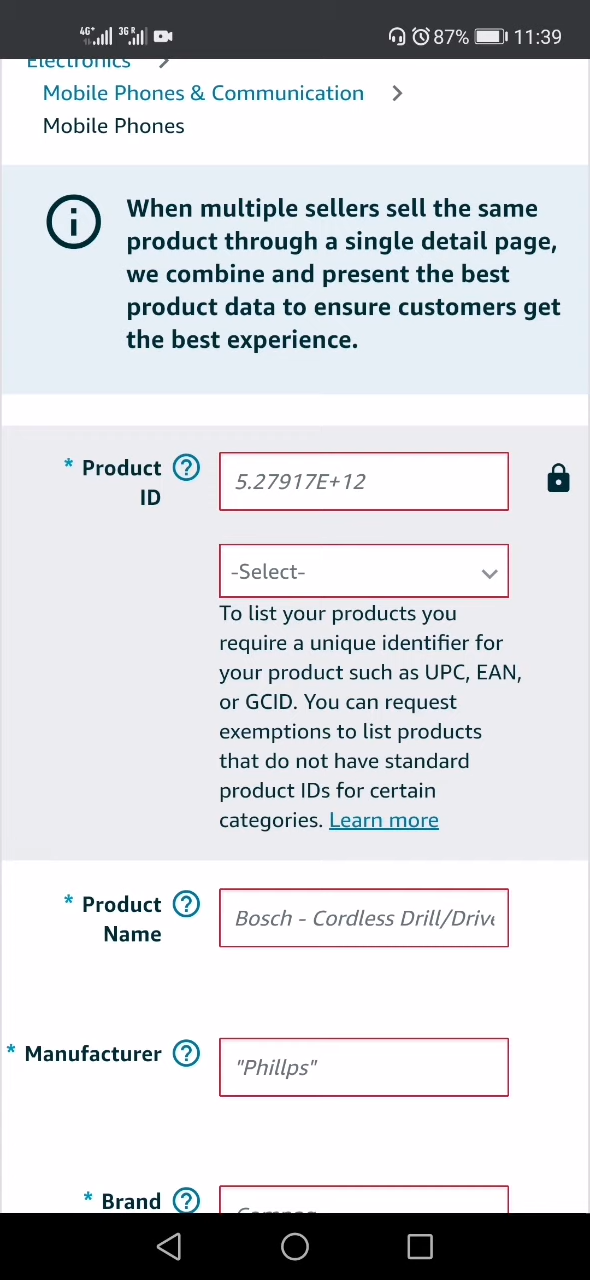 4G+ 3G R 87% 11:39
Electronics
Mobile Phones & Communication
Mobile Phones
When multiple sellers sell the same
product through a single detail page,
we combine and present the best
product data to ensure customers get
the best experience.
* Product
ID
5.27917E+12
-Select-
To list your products you
require a unique identifier for
your product such as UPC, EAN,
or GCID. You can request
exemptions to list products
that do not have standard
product IDs for certain
categories. Learn more
* Product
Name
Bosch - Cordless Drill/Drive
* Manufacturer
"Phillps"
* Brand